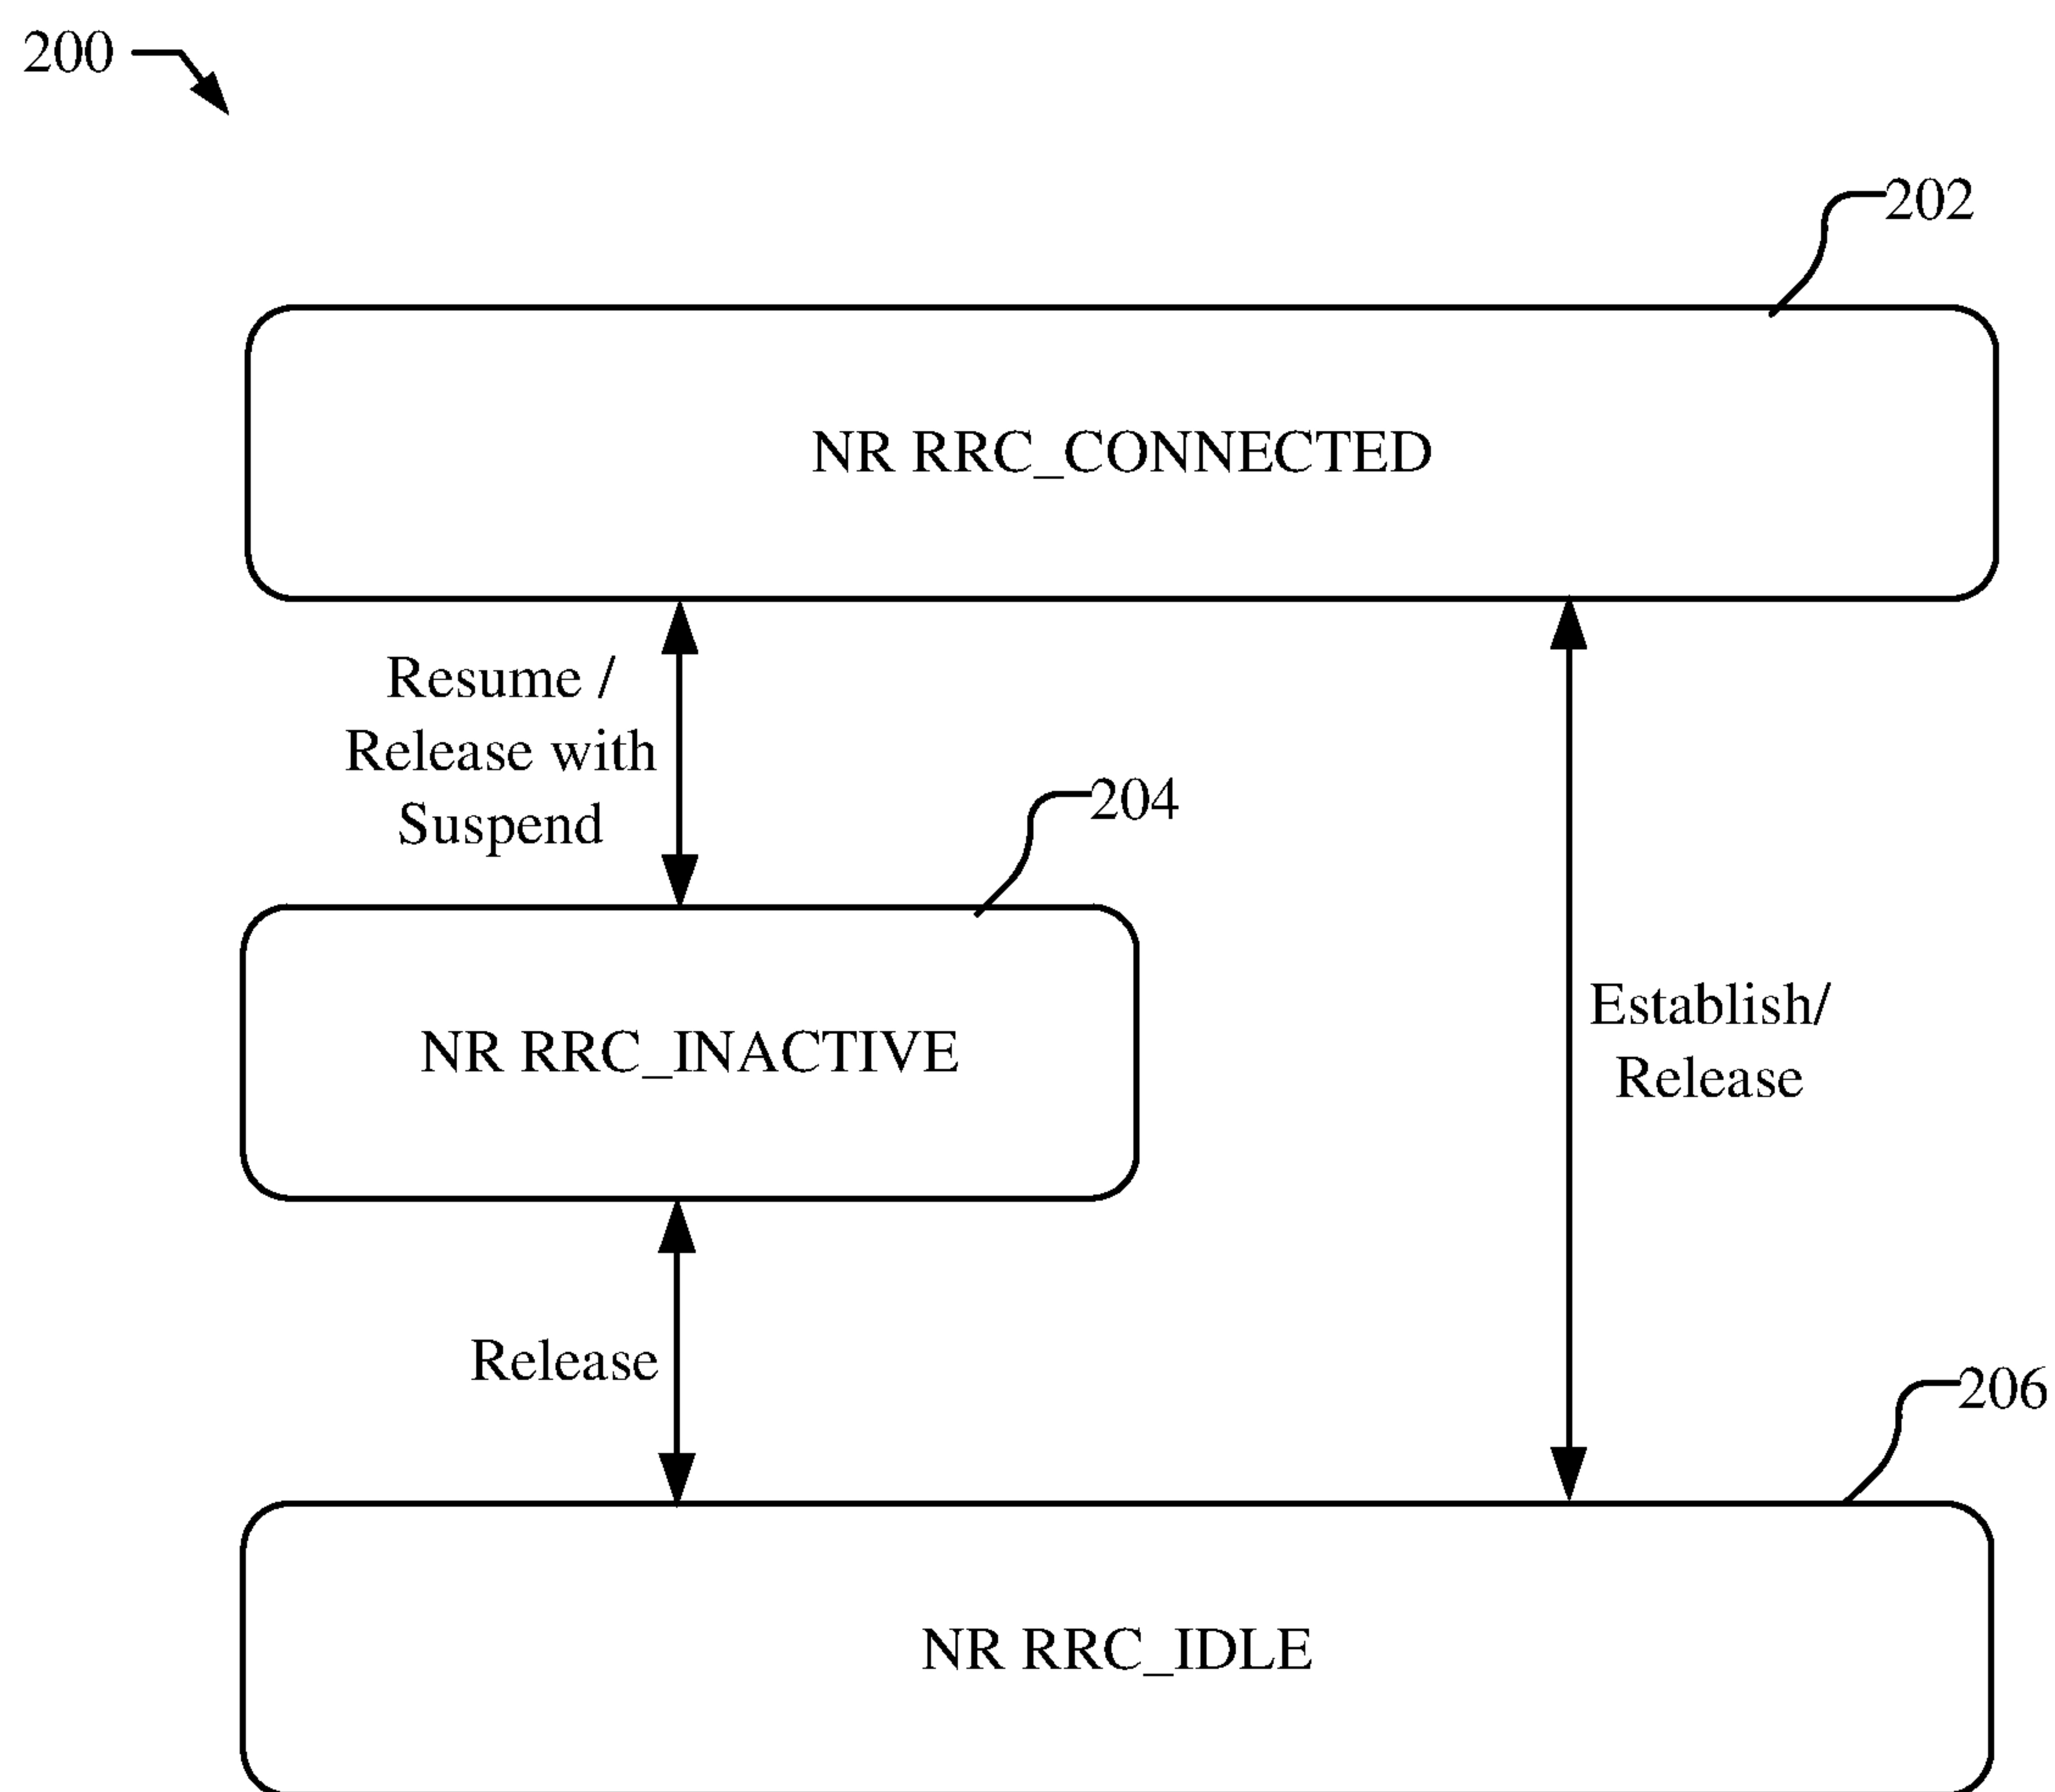 200
202
NR RRC_CONNECTED
Resume /
Release with
Suspend
204
NR RRC_INACTIVE
Establish/
Release
Release
206
NR RRC_IDLE